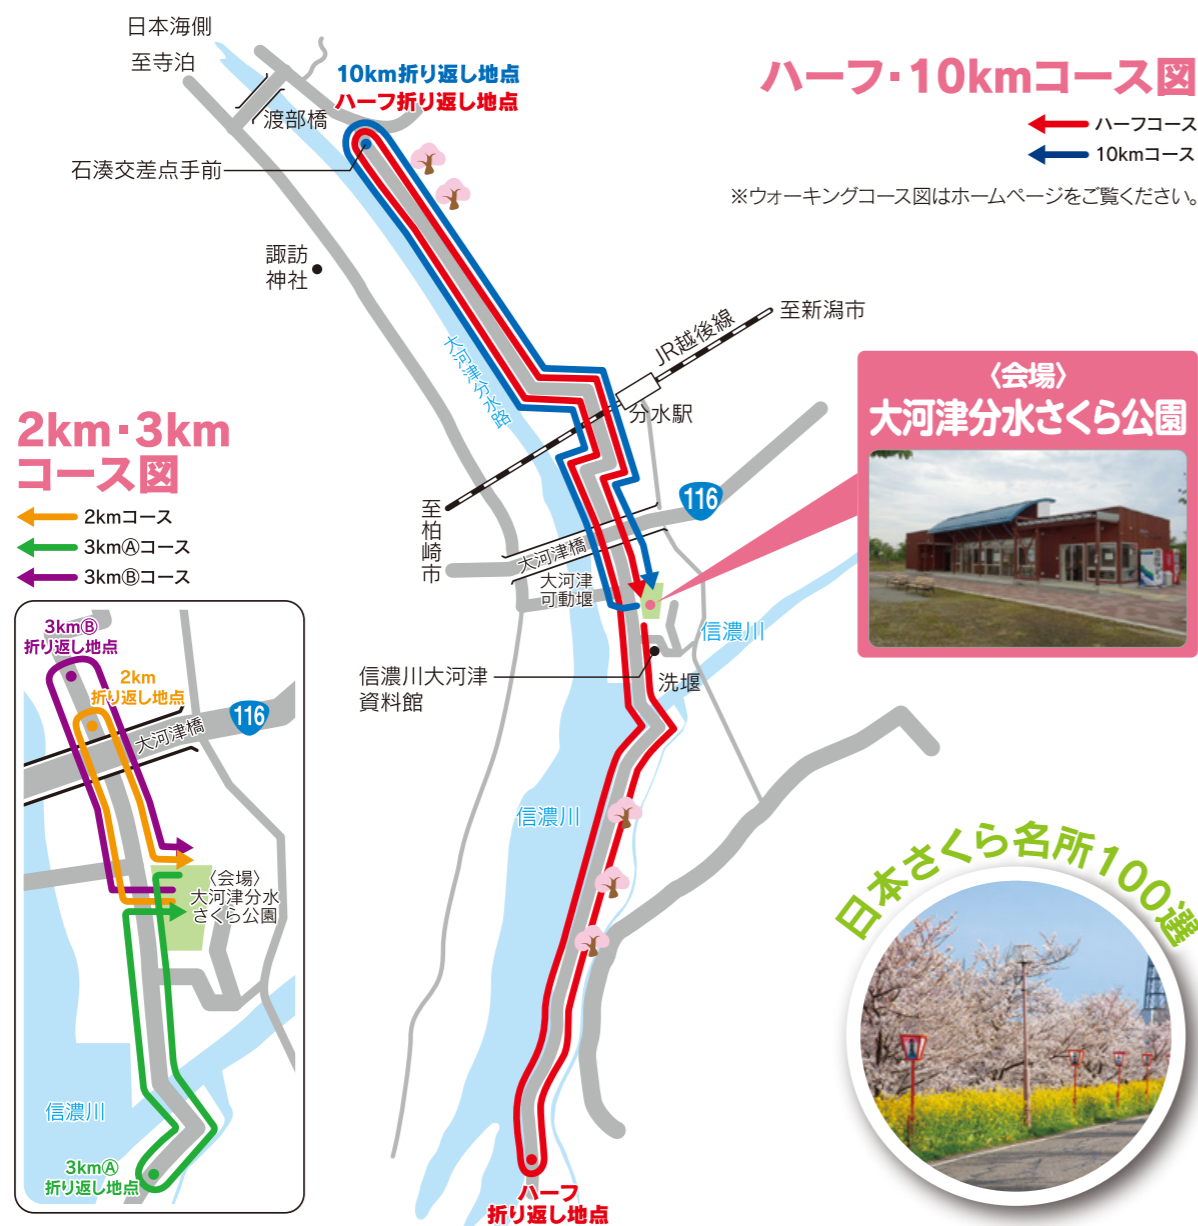 日本海側
至寺泊
渡部橋
石湊交差点手前
10km折り返し地点
ハーフ折り返し地点
ハーフ・10kmコース図
ハーフコース
10kmコース
※ウォーキングコース図はホームページをご覧ください。
諏訪
神社
大河津分水路
JR越後線
至新潟市
分水駅
至柏崎市
116
大河津橋
大河津
可動堰
信濃川
信濃川大河津
資料館
洗堰
信濃川
ハーフ
折り返し地点
〈会場〉
大河津分水さくら公園
2km・3km
コース図
2kmコース
3kmⒶコース
3kmⒷコース
3kmⒷ
折り返し地点
2km
折り返し地点
大河津橋
116
〈会場〉
大河津分水
さくら公園
信濃川
3kmⒶ
折り返し地点
日本さくら名所100選